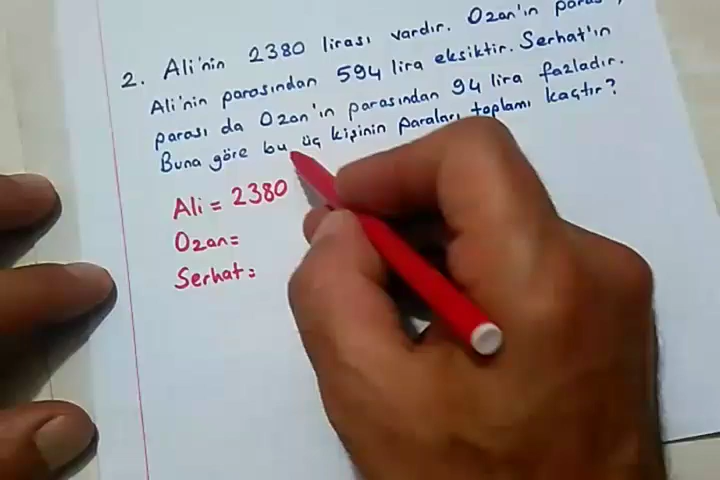 2. Ali'nin 2380 lirası vardır. Ozan'ın
Ali'nin parasından 594 lira eksiktir. Serhat'ın
parası da Ozan'ın parasından 94 lira fazladır.
Buna göre bu üç kişinin paraları toplamı kaçtır?
Ali = 2380
Ozan=
Serhat=